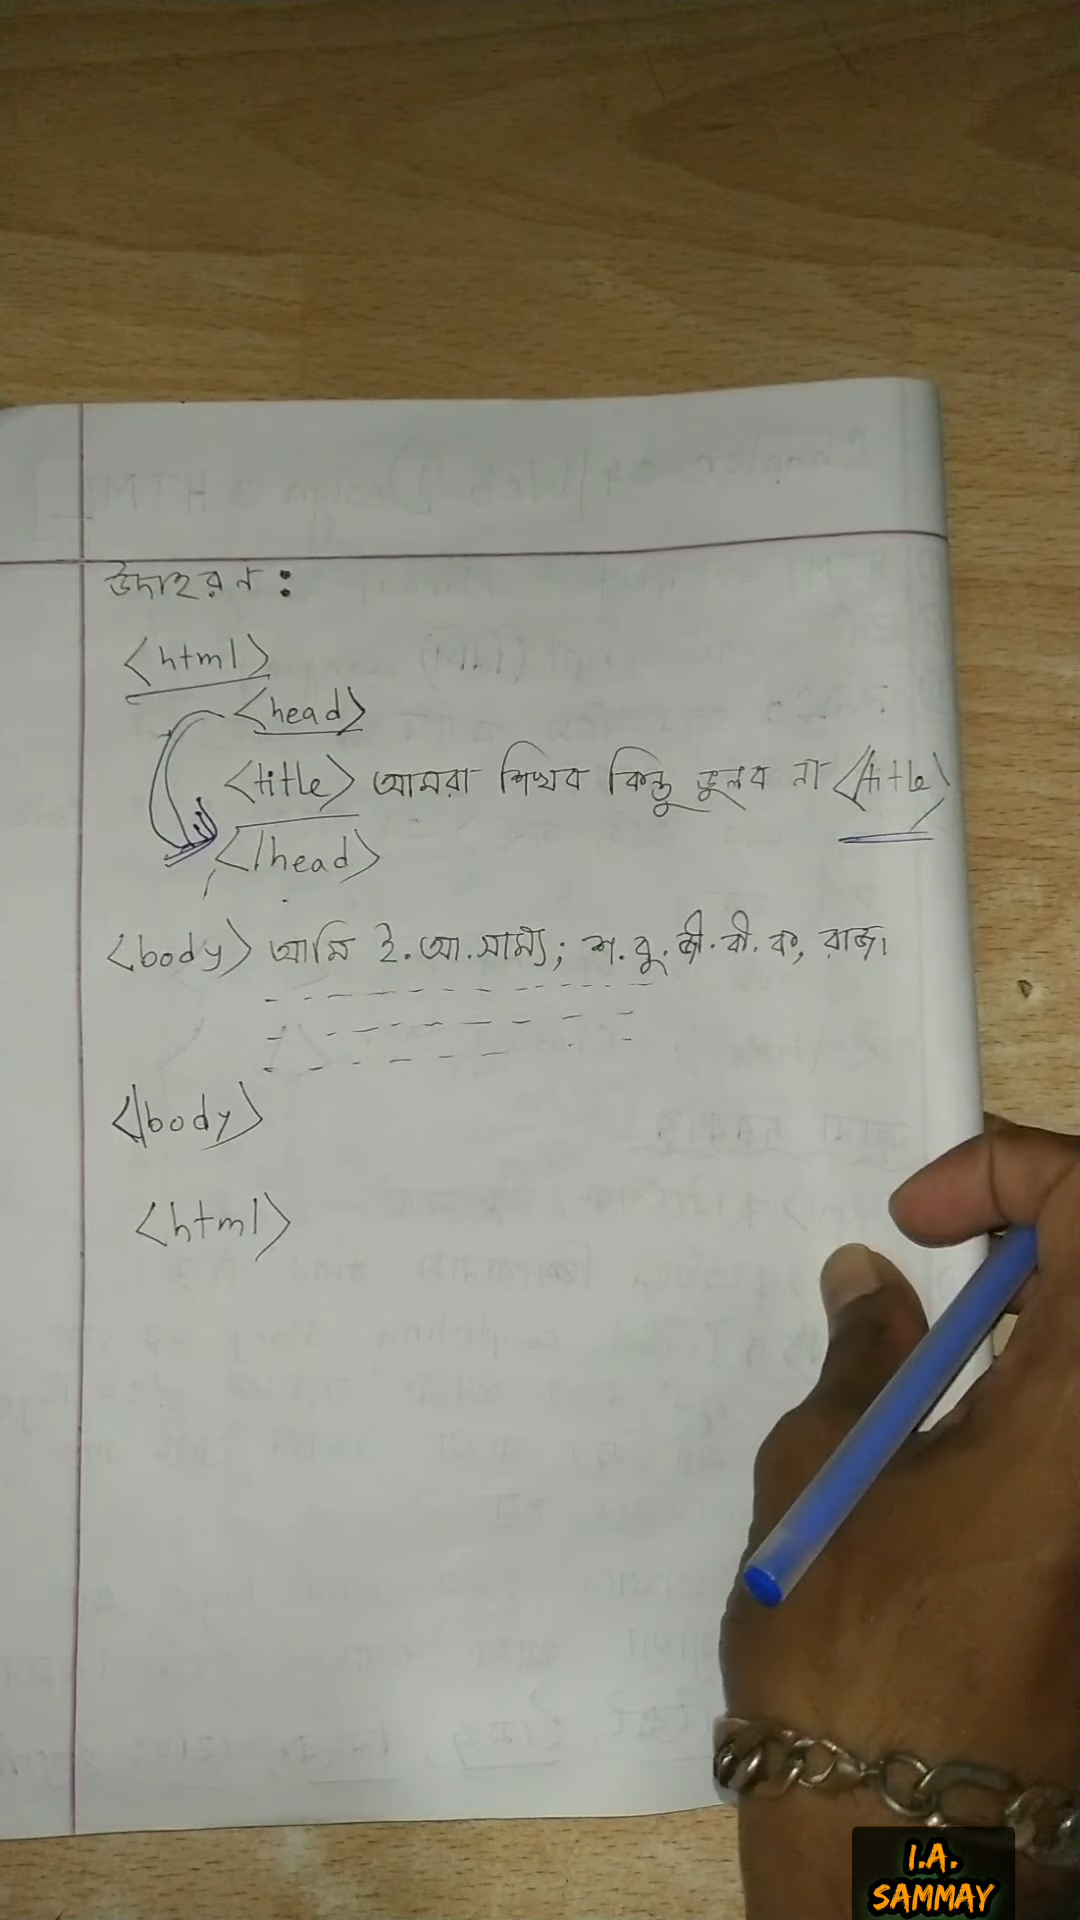 উদাহরণ :
<html>
<head>
<title> আমরা শিখব কিন্তু ভুলব না </title>
</head>
<body> আমি ই.আ.সাম্য; শ.বু.জী.বী.ক, রাজ।
</body>
<html>
I.A.
SAMMAY